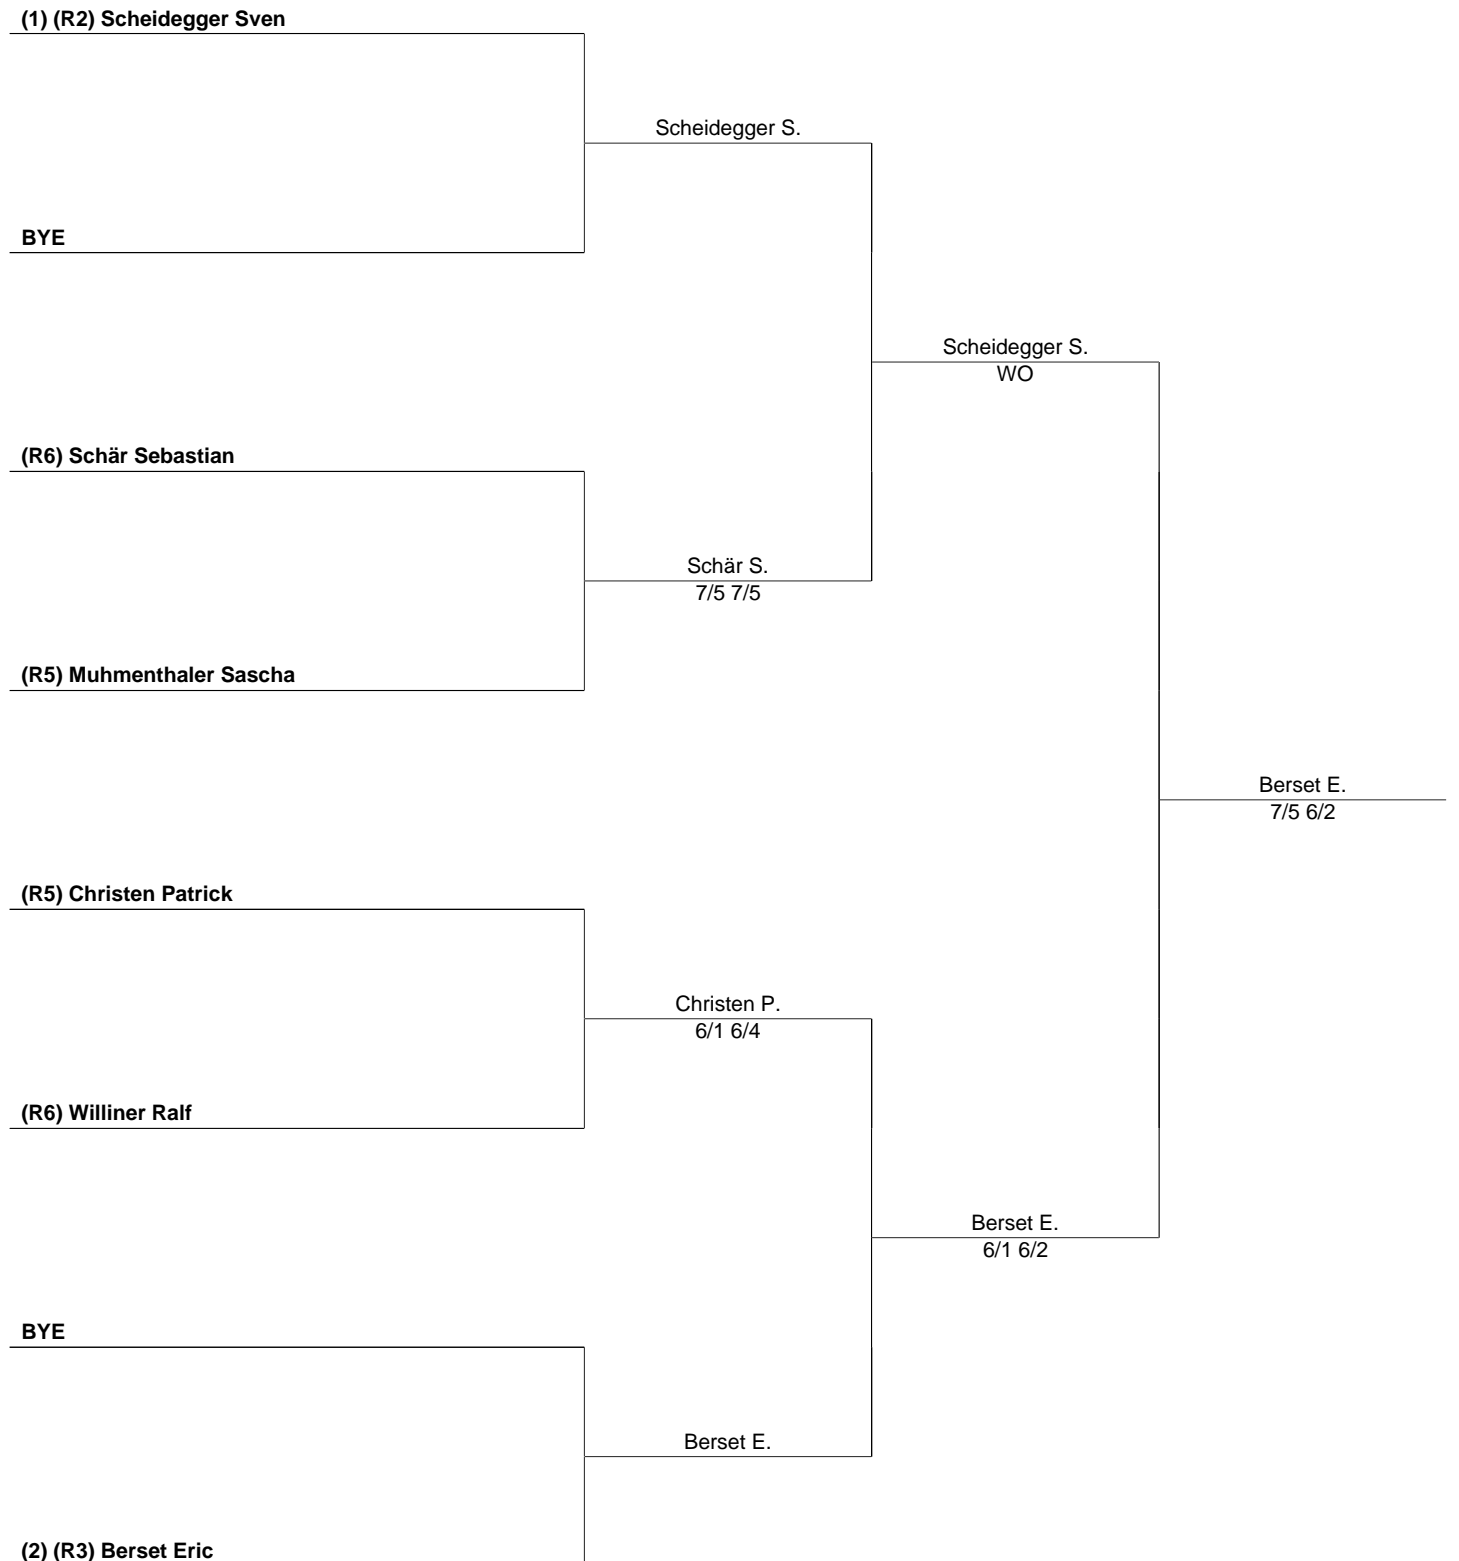 (1) (R2) Scheidegger Sven
Scheidegger S.
BYE
Scheidegger S.
WO
(R6) Schär Sebastian
Schär S.
7/5 7/5
(R5) Muhmenthaler Sascha
Berset E.
7/5 6/2
(R5) Christen Patrick
Christen P.
6/1 6/4
(R6) Williner Ralf
Berset E.
6/1 6/2
BYE
Berset E.
(2) (R3) Berset Eric